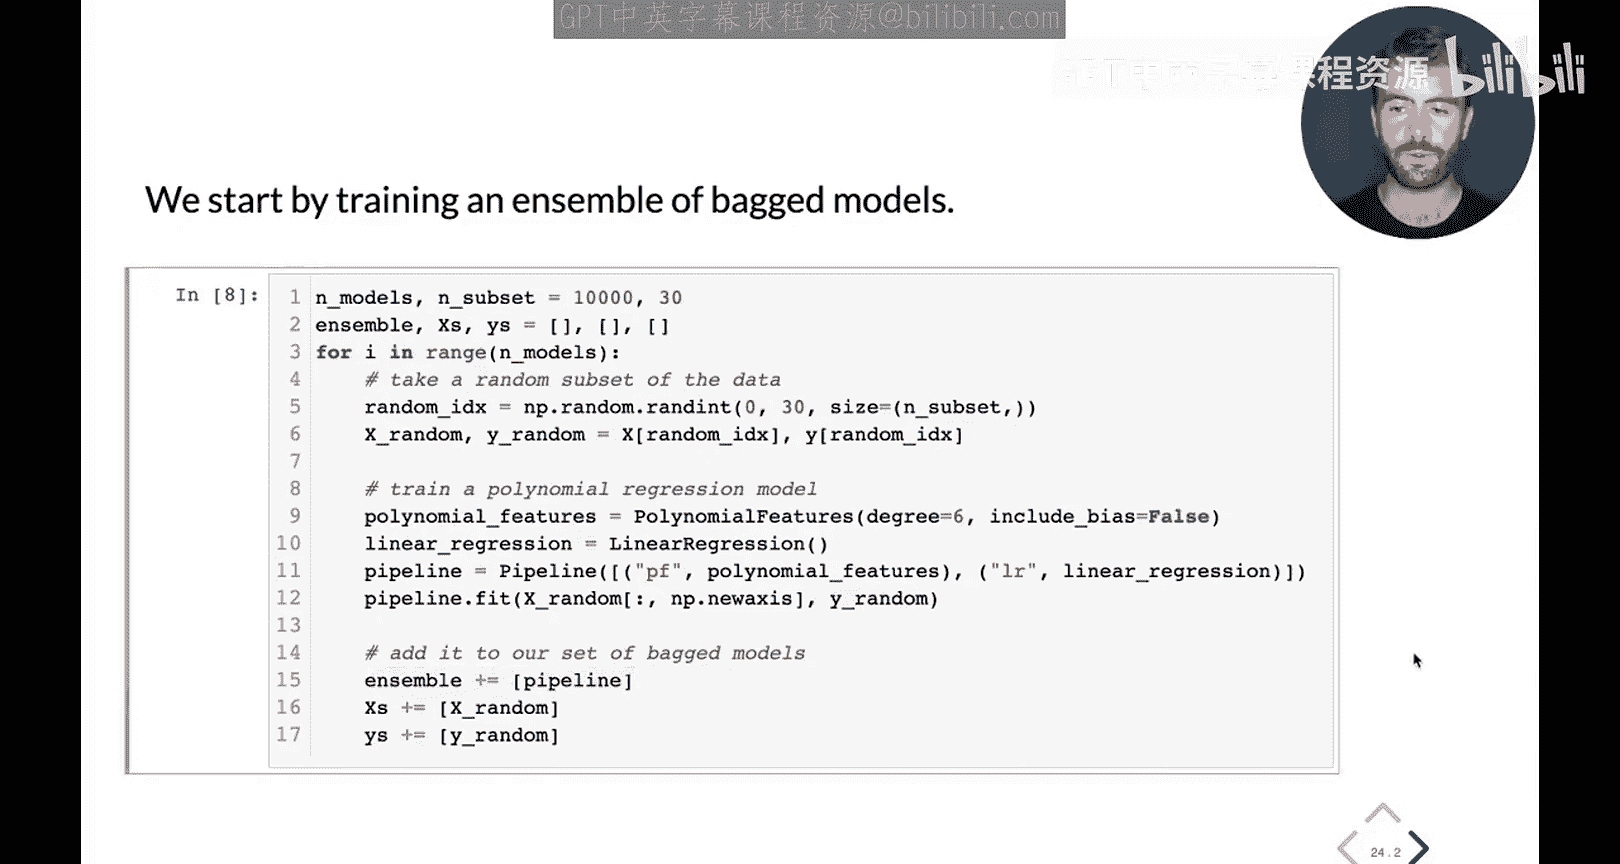 GPT中英字幕课程资源@bilibili.com
课程资源 bilibili
We start by training an ensemble of bagged models.
In [8]:
1 n_models, n_subset = 10000, 30
2 ensemble, Xs, ys = [], [], []
3 for i in range(n_models):
4     # take a random subset of the data
5     random_idx = np.random.randint(0, 30, size=(n_subset,))
6     X_random, y_random = X[random_idx], y[random_idx]
7
8     # train a polynomial regression model
9     polynomial_features = PolynomialFeatures(degree=6, include_bias=False)
10     linear_regression = LinearRegression()
11     pipeline = Pipeline([("pf", polynomial_features), ("lr", linear_regression)])
12     pipeline.fit(X_random[:, np.newaxis], y_random)
13
14     # add it to our set of bagged models
15     ensemble += [pipeline]
16     Xs += [X_random]
17     ys += [y_random]
24.2